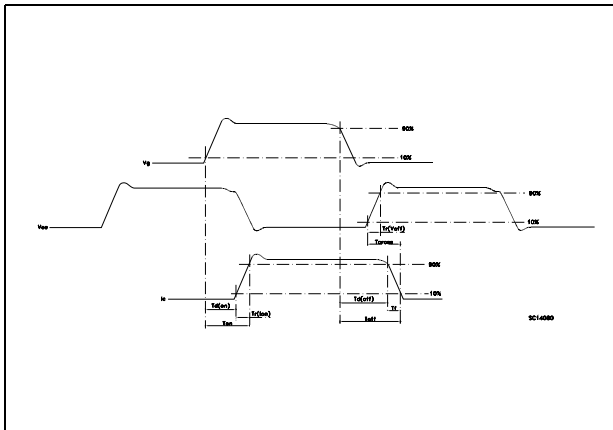 90%
10%
Vg
90%
Vce
10%
Tr(Voff)
Tcross
90%
Ic
10%
Td(on)
Td(off)
Tf
Tr(Ion)
Ton
Toff
SC14080